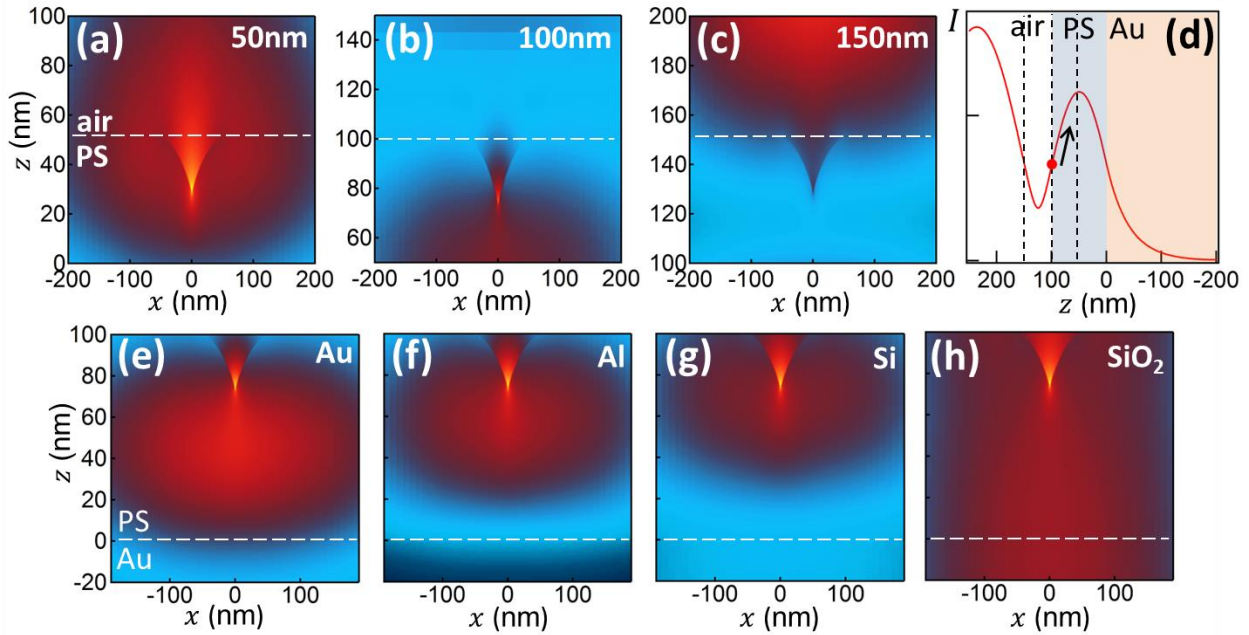 (a) 50nm
air
PS
z (nm)
100
80
60
40
20
0
-200 -100 0 100 200
x (nm)
(b) 100nm
140
120
100
80
60
-200 -100 0 100 200
x (nm)
(c) 150nm
200
180
160
140
120
100
-200 -100 0 100 200
x (nm)
I air PS Au (d)
200 100 0 -100 -200
z (nm)
(e) Au
PS
Au
z (nm)
100
80
60
40
20
0
-20
-100 0 100
x (nm)
(f) Al
-100 0 100
x (nm)
(g) Si
-100 0 100
x (nm)
(h) SiO₂
-100 0 100
x (nm)